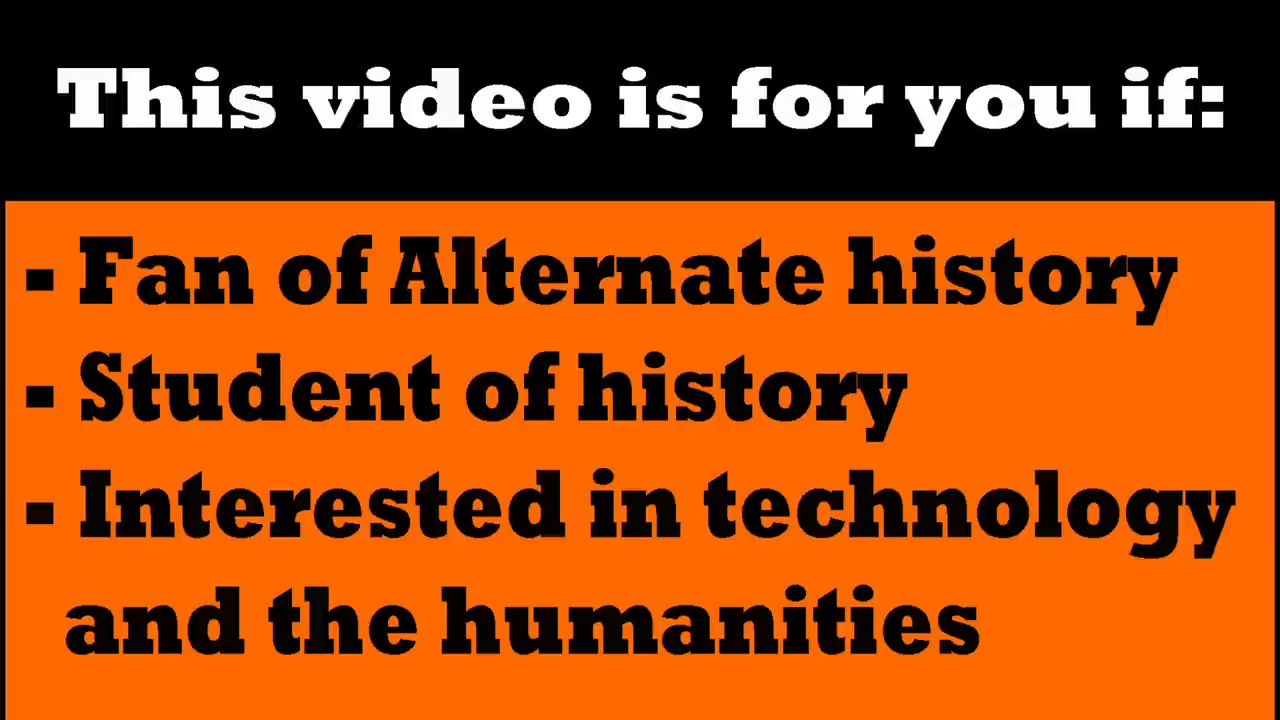 This video is for you if:
- Fan of Alternate history
- Student of history
- Interested in technology
and the humanities